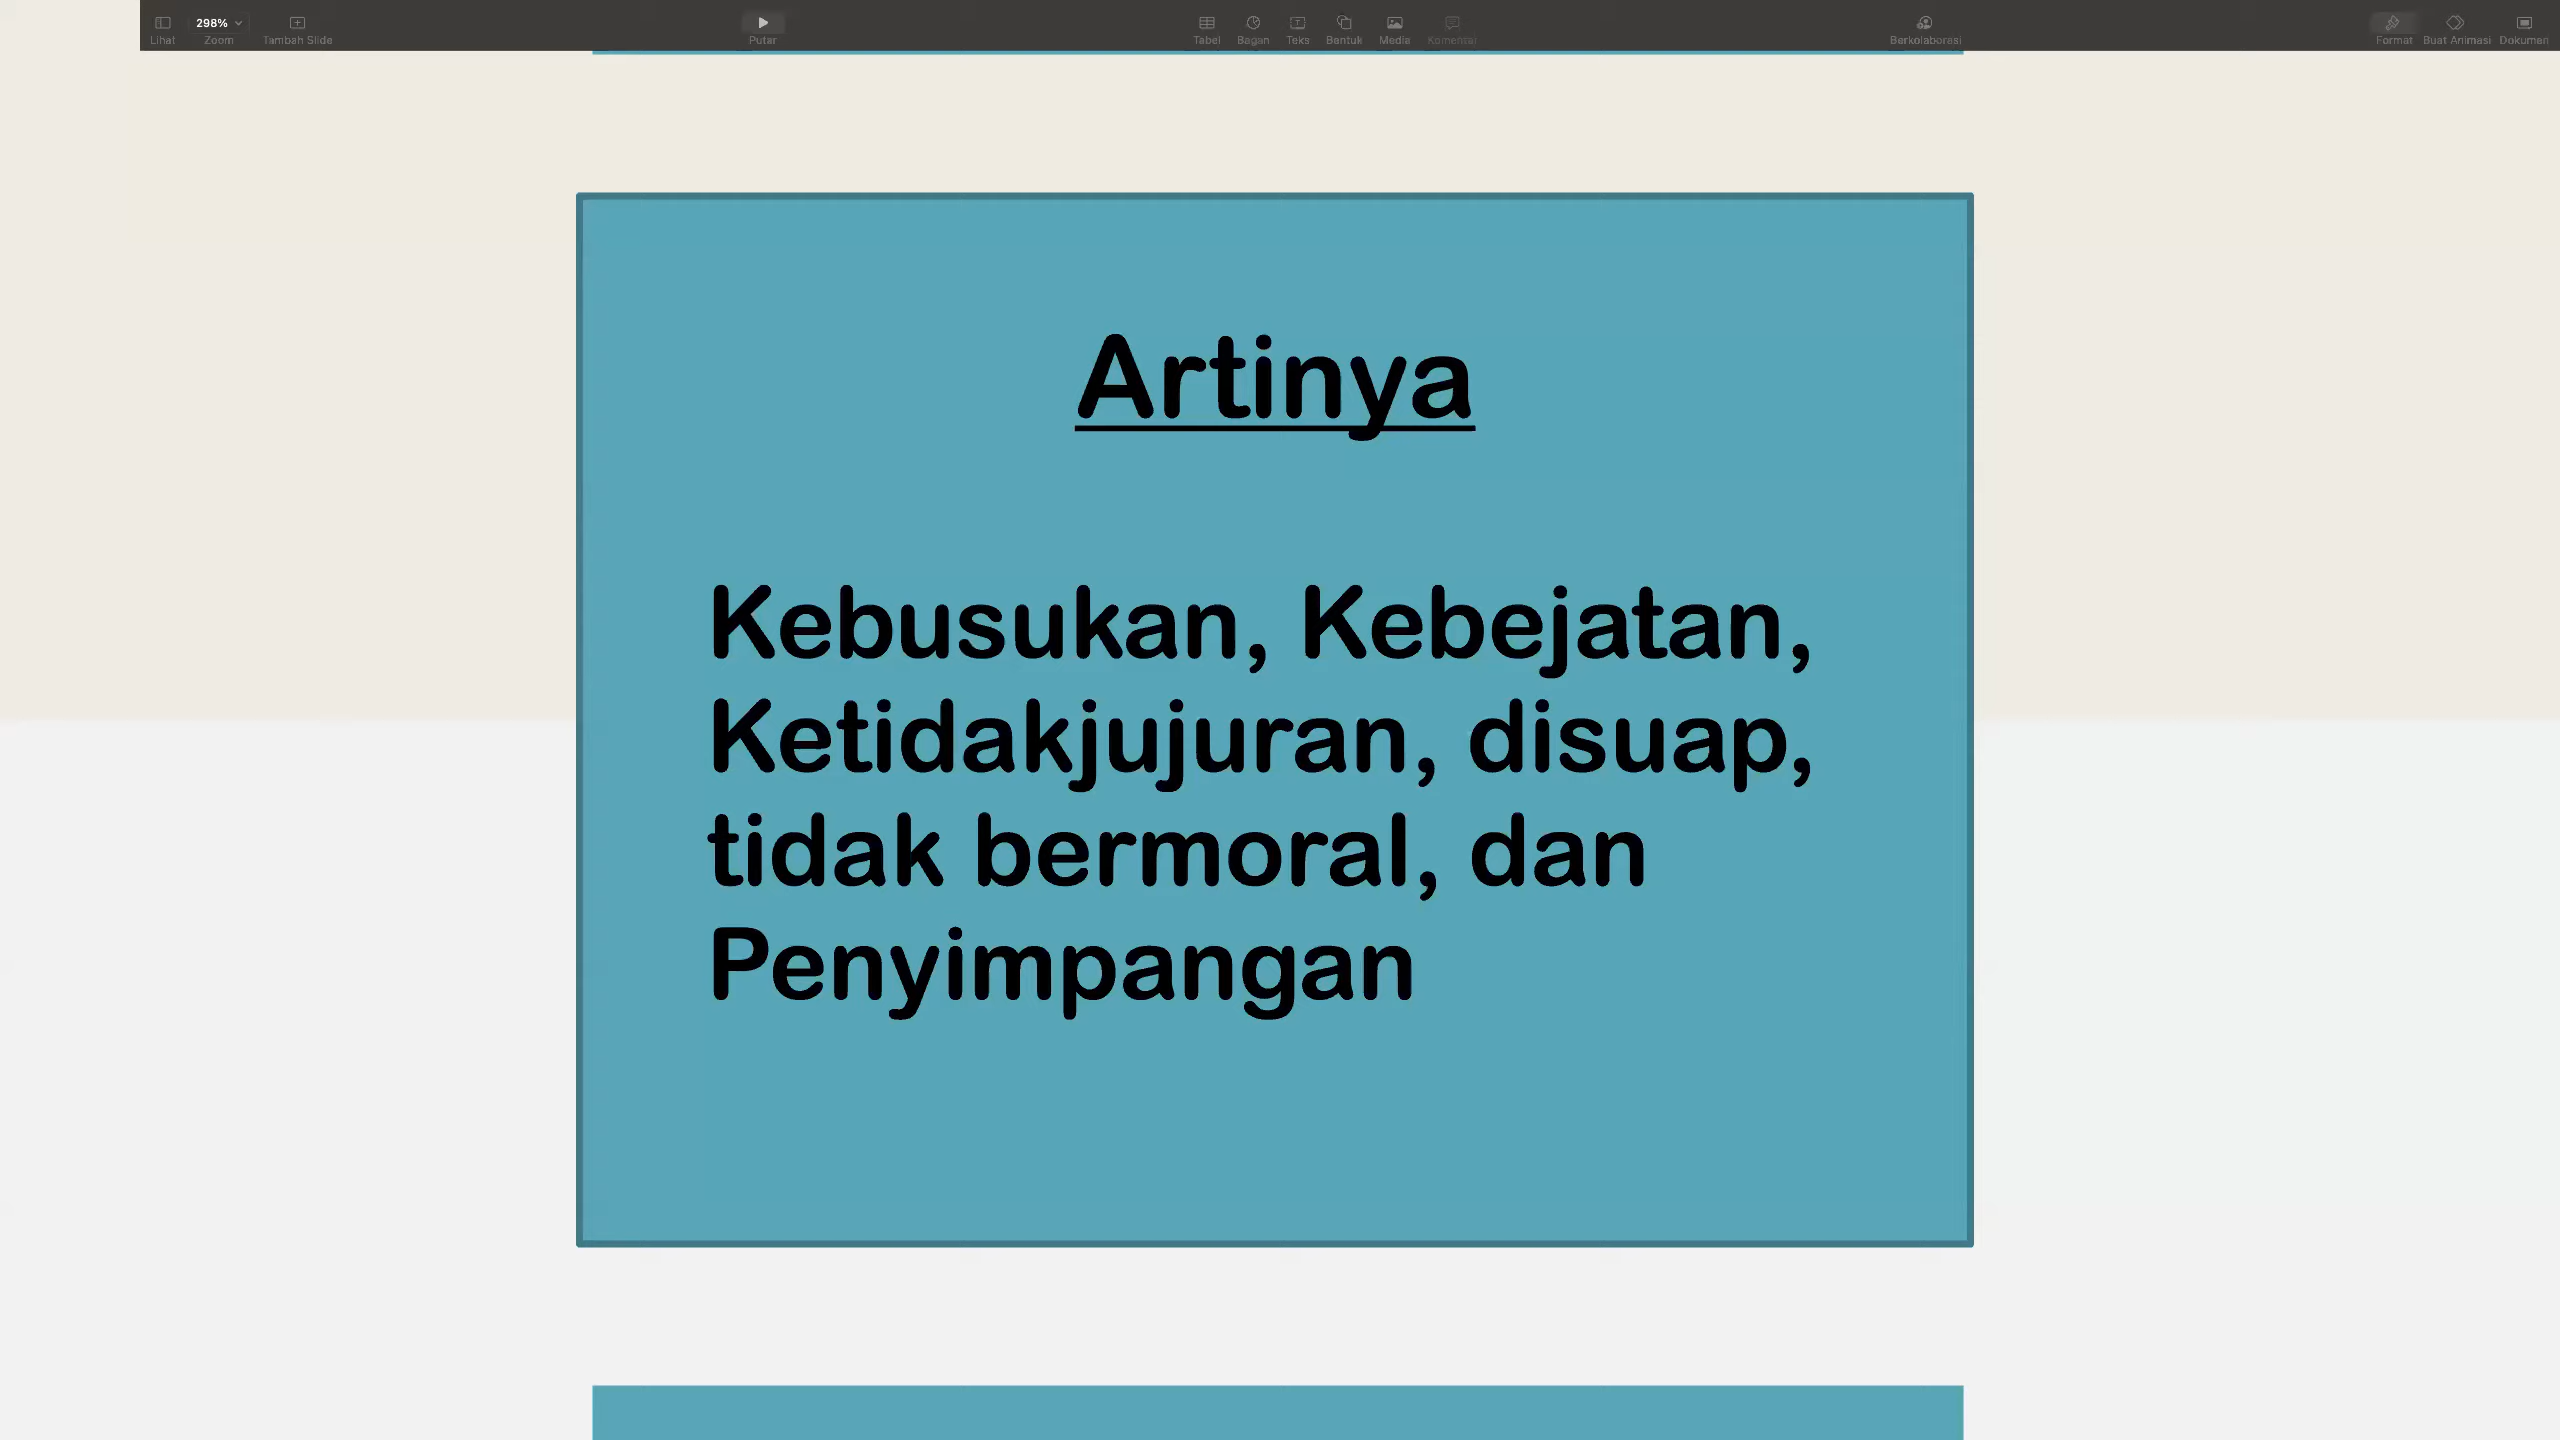 298%
Lihat Zoom Tambah Slide Putar Tabel Bagan Teks Bentuk Media Komentar Berkolaborasi Format Buat Animasi Dokumen
Artinya
Kebusukan, Kebejatan,
Ketidakjujuran, disuap,
tidak bermoral, dan
Penyimpangan